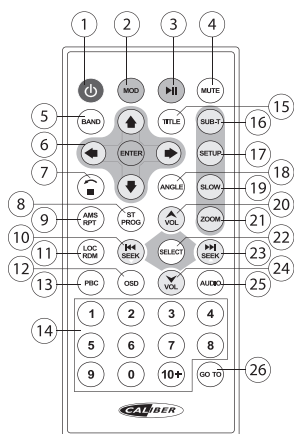 1
2
3
4
MOD
MUTE
15
5
BAND
TITLE
SUB-T
16
6
ENTER
SETUP
17
7
18
ANGLE
SLOW
19
8
20
9
AMS
RPT
ST
PROG
VOL
ZOOM
21
10
22
11
LOC
RDM
SEEK
SELECT
SEEK
23
12
24
13
PBC
OSD
VOL
AUDIO
25
14
1
2
3
4
5
6
7
8
9
0
10+
GO TO
26
CALIBER